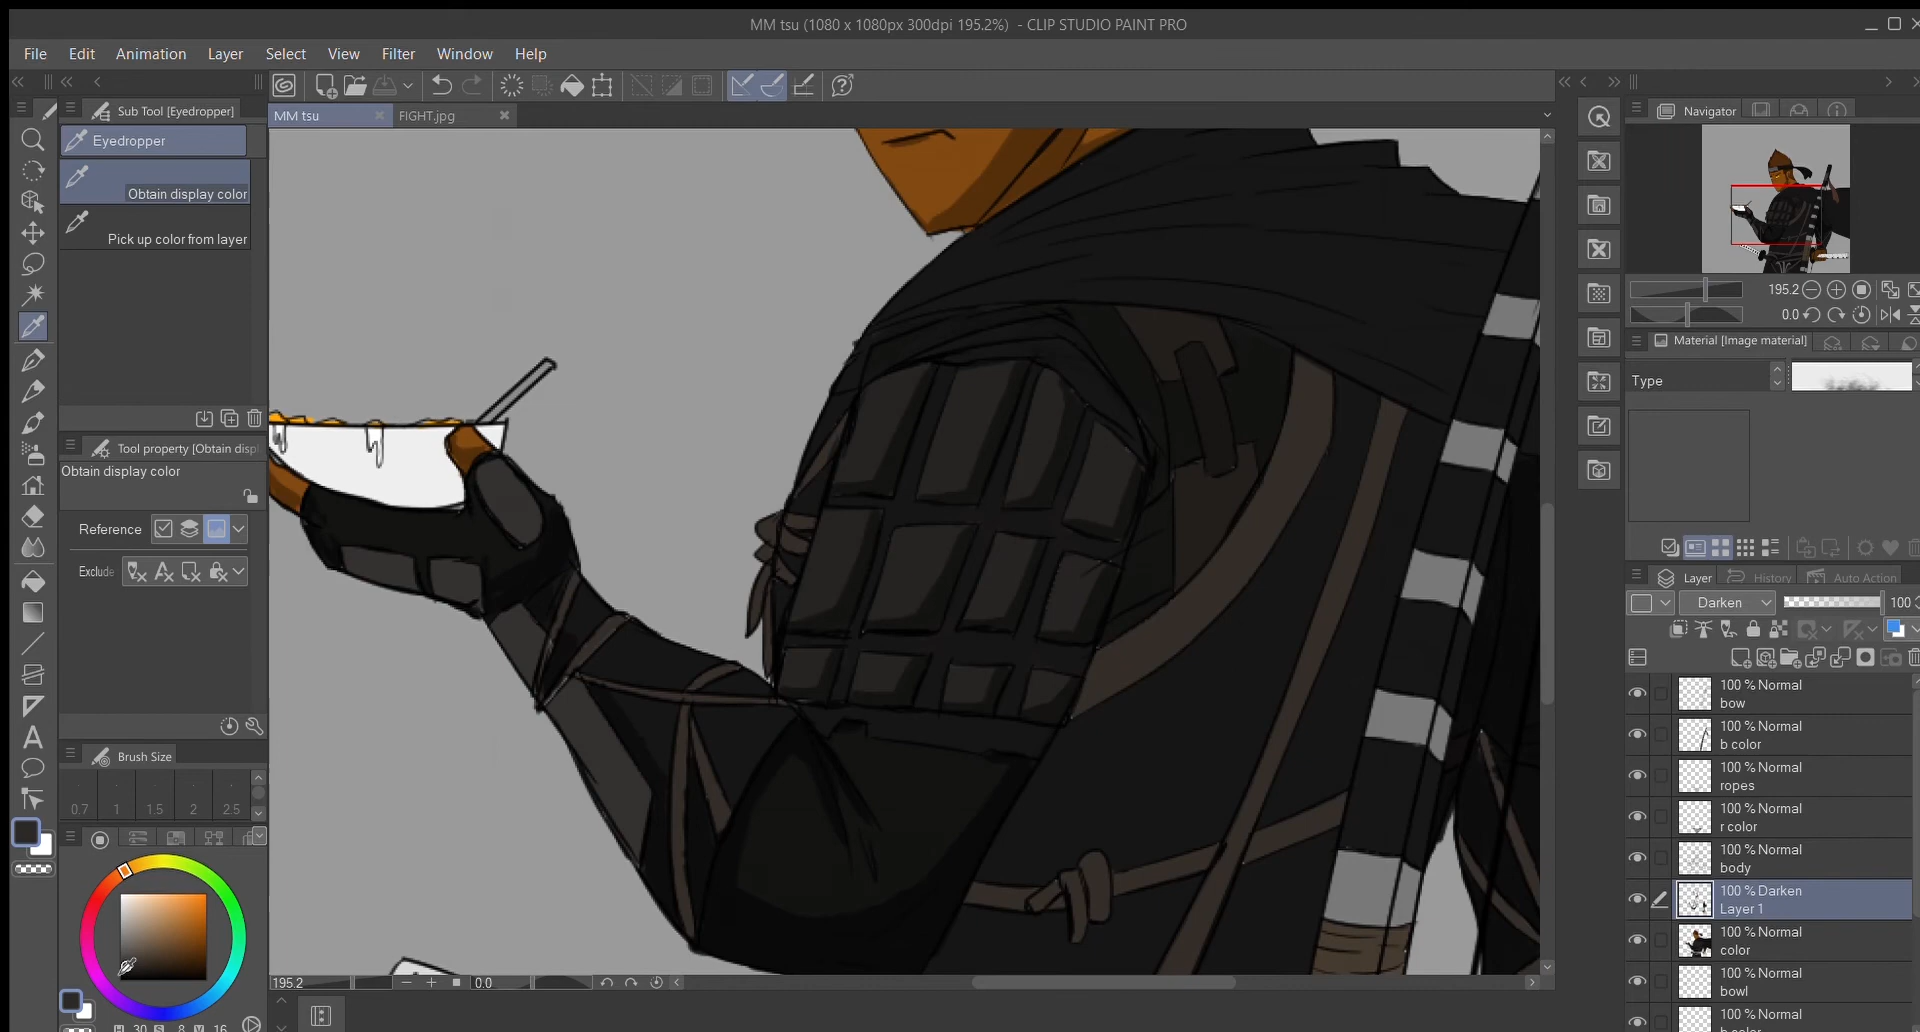 MM tsu (1080 x 1080px 300dpi 195.2%) - CLIP STUDIO PAINT PRO
File Edit Animation Layer Select View Filter Window Help
Sub Tool [Eyedropper]
Eyedropper
Obtain display color
Pick up color from layer
Tool property [Obtain displ
Obtain display color
Reference
Exclude
Brush Size
0.7 1 1.5 2 2.5
H 30 S 8 V 16
MM tsu
FIGHT.jpg
195.2
0.0
Navigator
195.2
0.0
Material [Image material]
Type
Layer History Auto Action
Darken 100
100 % Normal
bow
100 % Normal
b color
100 % Normal
ropes
100 % Normal
r color
100 % Normal
body
100 % Darken
Layer 1
100 % Normal
color
100 % Normal
bowl
100 % Normal
b color